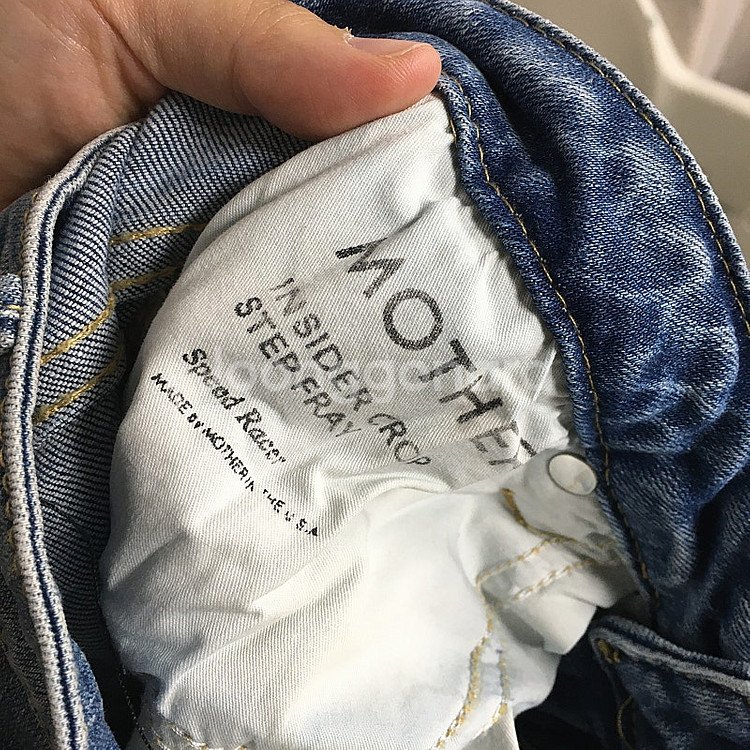 MOTHER
INSIDER CROP
STEP FRAY
Speed Racer
MADE BY MOTHER IN THE U.S.A.